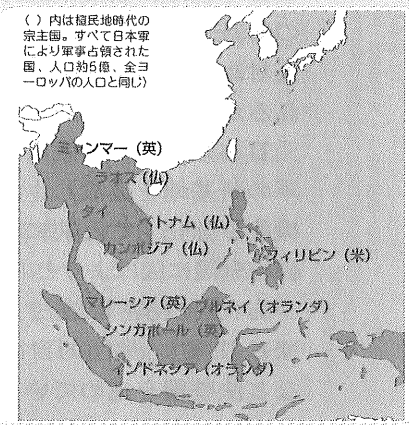 ( ) 内は植民地時代の
宗主国。すべて日本軍
により軍事占領された
国、人口約5億、全ヨ
ーロッパの人口と同じ)
ミャンマー (英)
ラオス (仏)
タイ
ベトナム (仏)
カンボジア (仏)
フィリピン (米)
マレーシア (英)
ブルネイ (オランダ)
シンガポール (英)
インドネシア (オランダ)